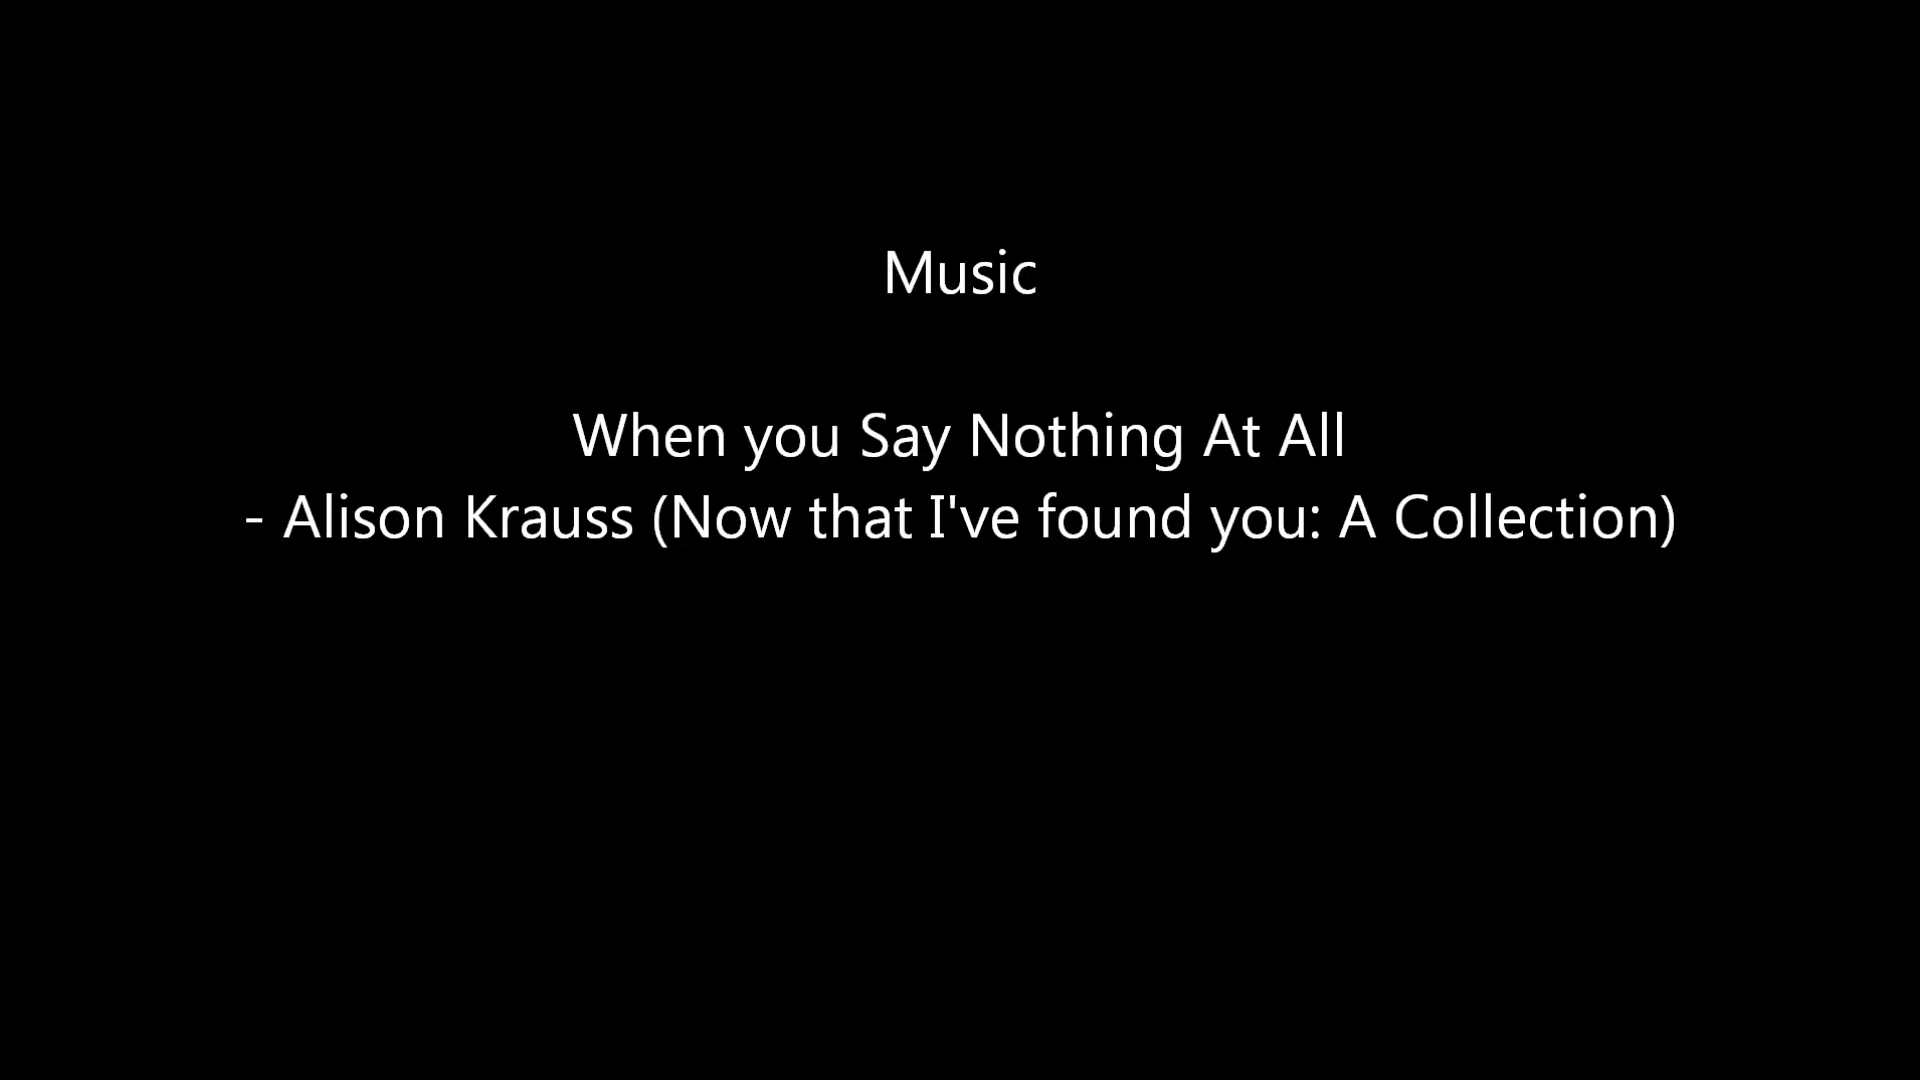 Music
When you Say Nothing At All
- Alison Krauss (Now that I've found you: A Collection)